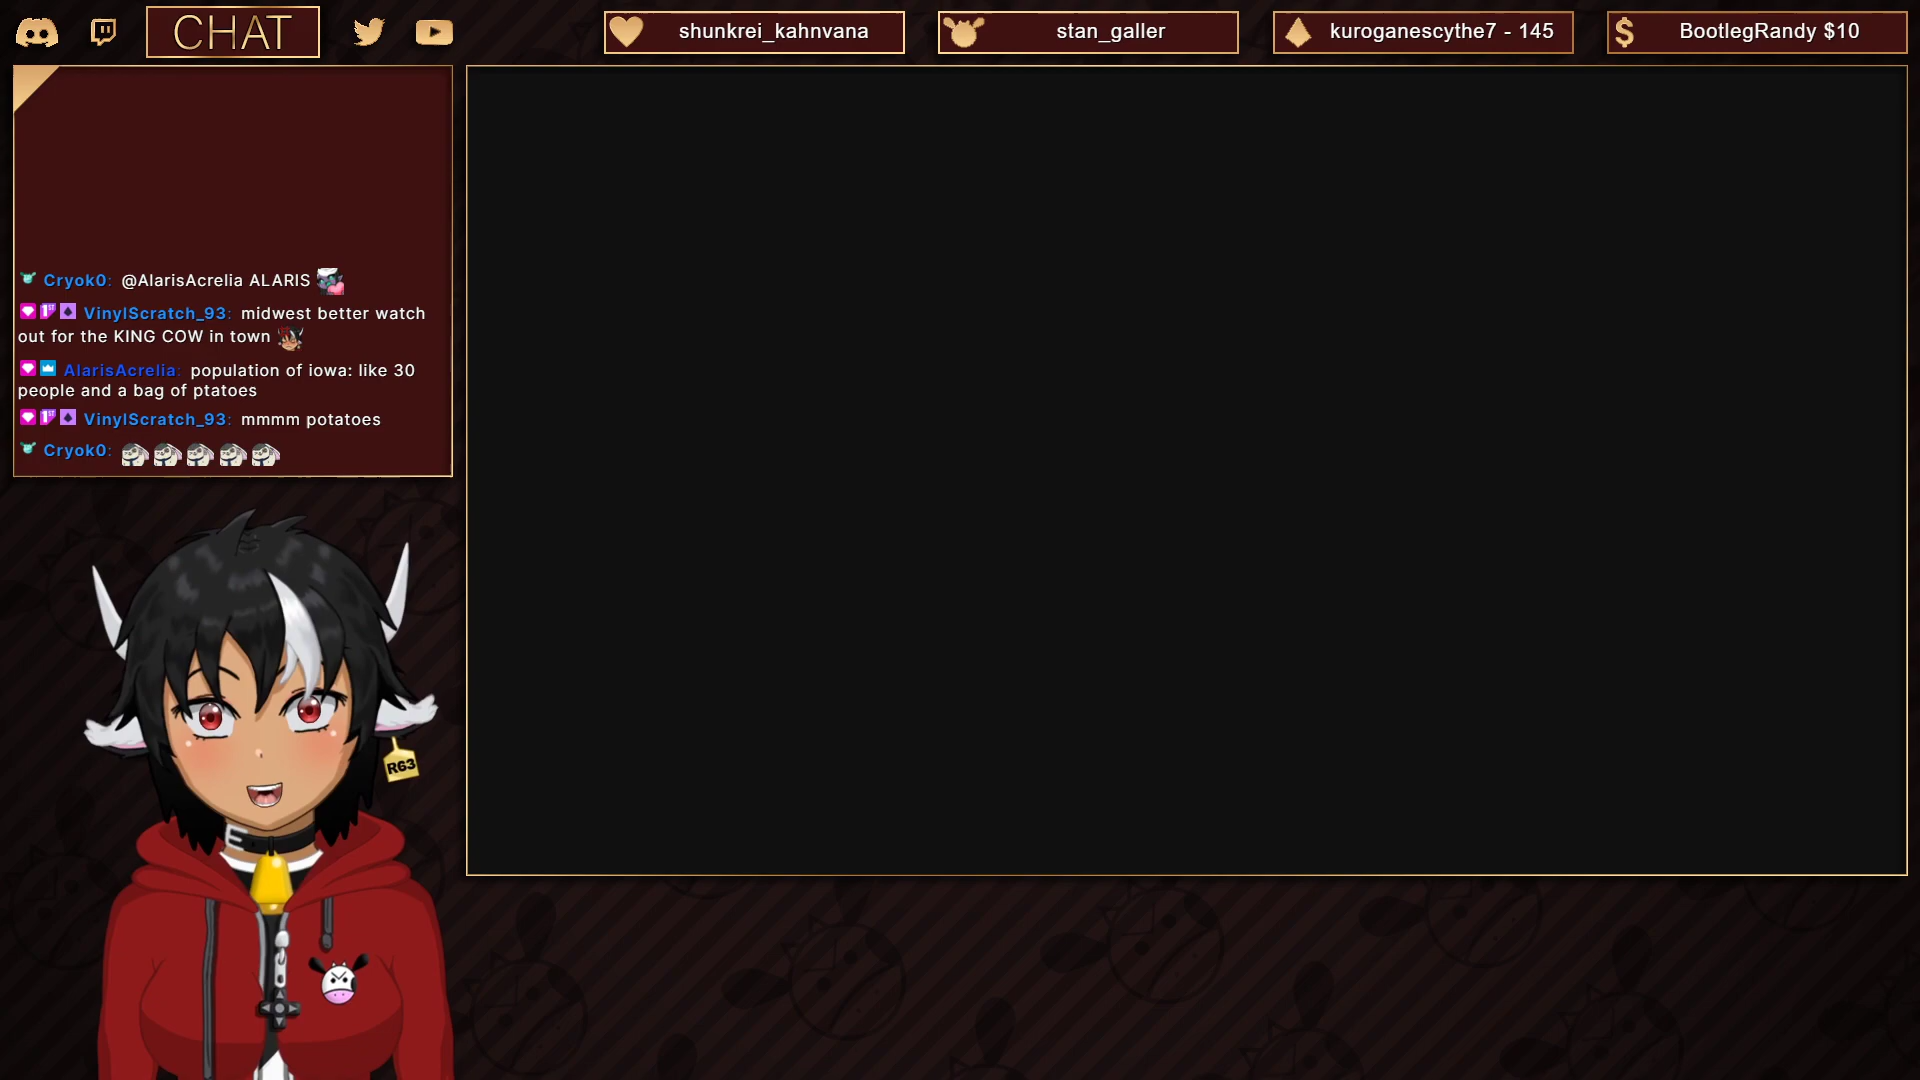 CHAT
shunkrei_kahnvana
stan_galler
kuroganescythe7 - 145
BootlegRandy $10
Cryok0: @AlarisAcrelia ALARIS
VinylScratch_93: midwest better watch
out for the KING COW in town
AlarisAcrelia: population of iowa: like 30
people and a bag of ptatoes
VinylScratch_93: mmmm potatoes
Cryok0:
R63